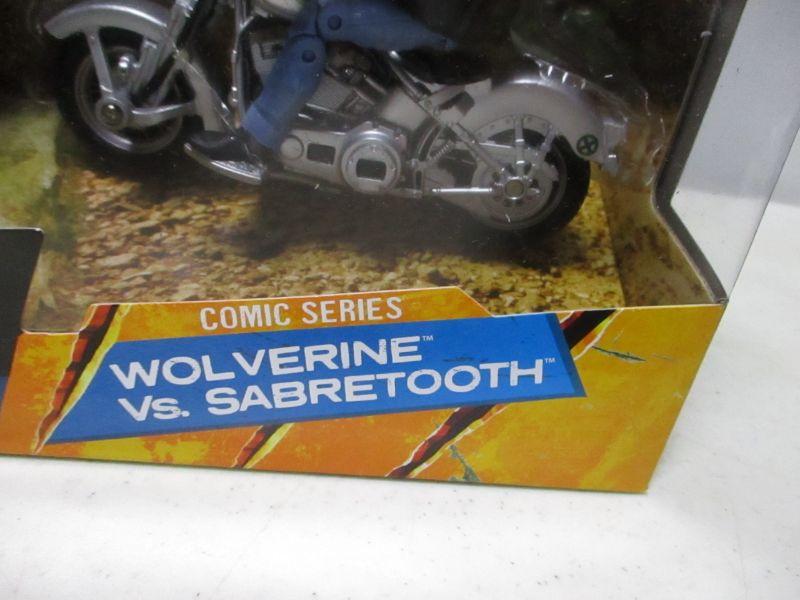 COMIC SERIES
WOLVERINE™
VS. SABRETOOTH™